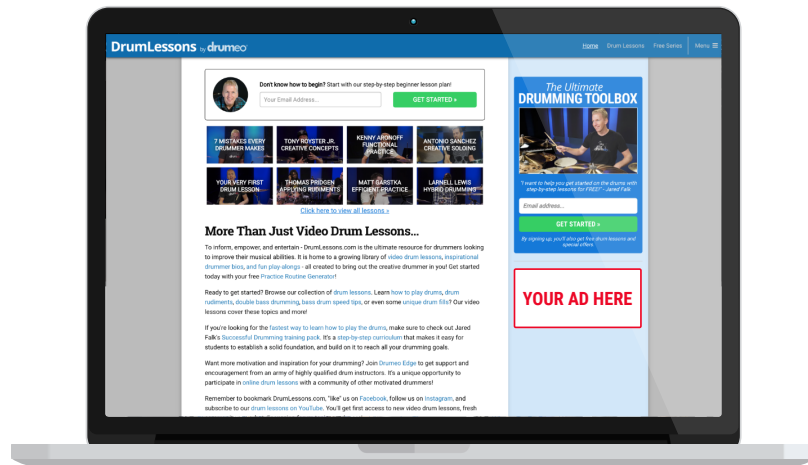 DrumLessons by drumeo
Home Drum Lessons Free Series Menu
Don't know how to begin? Start with our step-by-step beginner lesson plan!
Your Email Address...
GET STARTED »
7 MISTAKES EVERY
DRUMMER MAKES
TONY ROYSTER JR.
CREATIVE CONCEPTS
KENNY ARONOFF
FUNCTIONAL
PRACTICE
ANTONIO SANCHEZ
CREATIVE SOLOING
YOUR VERY FIRST
DRUM LESSON
THOMAS PRIDGEN
APPLYING RUDIMENTS
MATT GARSTKA
EFFICIENT PRACTICE
LARNELL LEWIS
HYBRID DRUMMING
Click here to view all lessons »
More Than Just Video Drum Lessons...
To inform, empower, and entertain - DrumLessons.com is the ultimate resource for drummers looking
to improve their musical abilities. It is home to a growing library of video drum lessons, inspirational
drummer bios, and fun play-alongs - all created to bring out the creative drummer in you! Get started
today with your free Practice Routine Generator!
Ready to get started? Browse our collection of drum lessons. Learn how to play drums, drum
rudiments, double bass drumming, bass drum speed tips, or even some unique drum fills? Our video
lessons cover these topics and more!
If you're looking for the fastest way to learn how to play the drums, make sure to check out Jared
Falk's Successful Drumming training pack. It's a step-by-step curriculum that makes it easy for
students to establish a solid foundation, and build on it to reach all your drumming goals.
Want more motivation and inspiration for your drumming? Join Drumeo Edge to get support and
encouragement from an army of highly qualified drum instructors. It's a unique opportunity to
participate in online drum lessons with a community of other motivated drummers!
Remember to bookmark DrumLessons.com, "like" us on Facebook, follow us on Instagram, and
subscribe to our drum lessons on YouTube. You'll get first access to new video drum lessons, fresh
The Ultimate
DRUMMING TOOLBOX
"I want to help you get started on the drums with
step-by-step lessons for FREE!" - Jared Falk
Email address...
GET STARTED »
By signing up, you'll also get free drum lessons and
special offers.
YOUR AD HERE